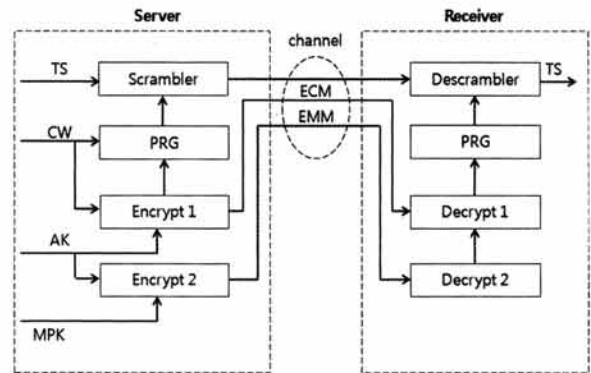 Server
Receiver
channel
TS
Scrambler
Descrambler
TS
ECM
EMM
CW
PRG
PRG
Encrypt 1
Decrypt 1
AK
Encrypt 2
Decrypt 2
MPK